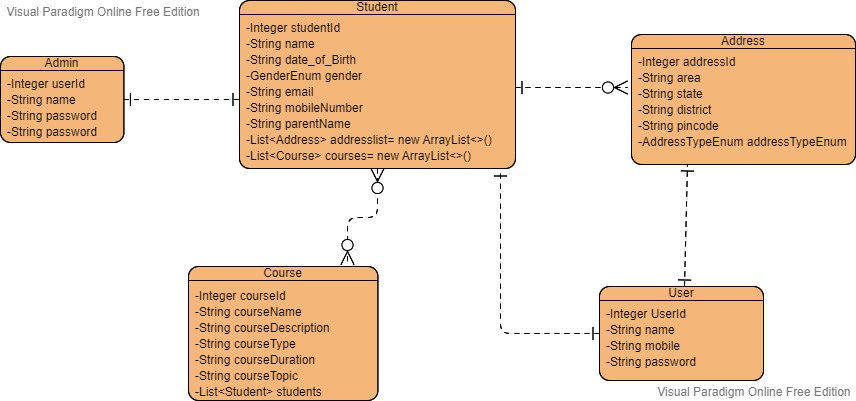 Visual Paradigm Online Free Edition
Student
-Integer studentId
-String name
-String date_of_Birth
-GenderEnum gender
-String email
-String mobileNumber
-String parentName
-List<Address> addresslist= new ArrayList<>()
-List<Course> courses= new ArrayList<>()
Address
-Integer addressId
-String area
-String state
-String district
-String pincode
-AddressTypeEnum addressTypeEnum
Admin
-Integer userId
-String name
-String password
-String password
Course
-Integer courseId
-String courseName
-String courseDescription
-String courseType
-String courseDuration
-String courseTopic
-List<Student> students
User
-Integer UserId
-String name
-String mobile
-String password
Visual Paradigm Online Free Edition